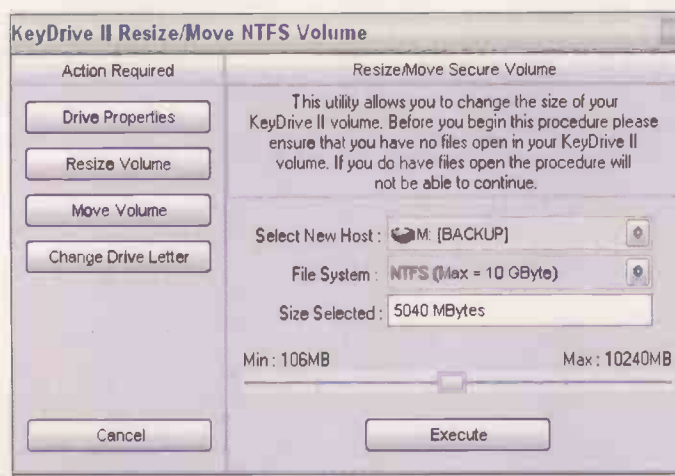 KeyDrive II Resize/Move NTFS Volume
Action Required
Drive Properties
Resize Volume
Move Volume
Change Drive Letter
Cancel
Resize/Move Secure Volume
This utility allows you to change the size of your
KeyDrive II volume. Before you begin this procedure please
ensure that you have no files open in your KeyDrive II
volume. If you do have files open the procedure will
not be able to continue.
Select New Host : M: [BACKUP]
File System : NTFS (Max = 10 GByte)
Size Selected : 5040 MBytes
Min : 106MB Max : 10240MB
Execute